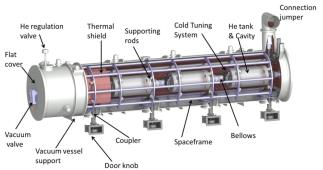 Connection
jumper
He regulation
valve
Thermal
shield
Supporting
rods
Cold Tuning
System
He tank
& Cavity
Flat
cover
Vacuum
valve
Vacuum vessel
support
Coupler
Door knob
Spaceframe
Bellows